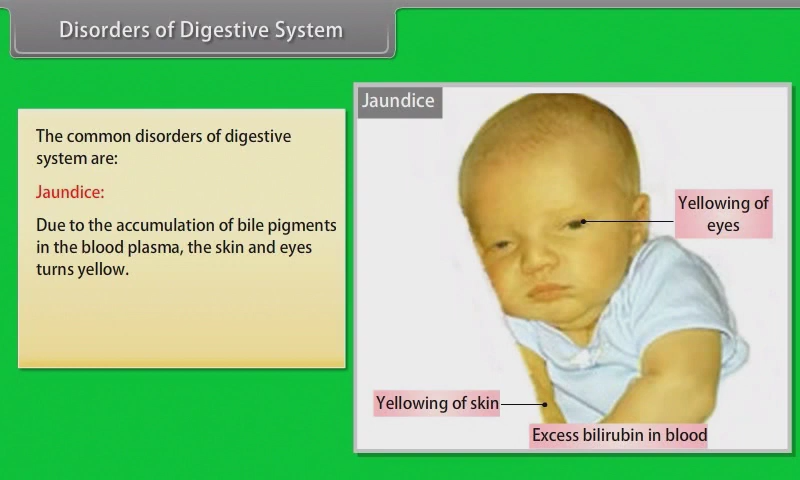 Disorders of Digestive System
The common disorders of digestive
system are:
Jaundice:
Due to the accumulation of bile pigments
in the blood plasma, the skin and eyes
turns yellow.
Jaundice
Yellowing of
eyes
Yellowing of skin
Excess bilirubin in blood